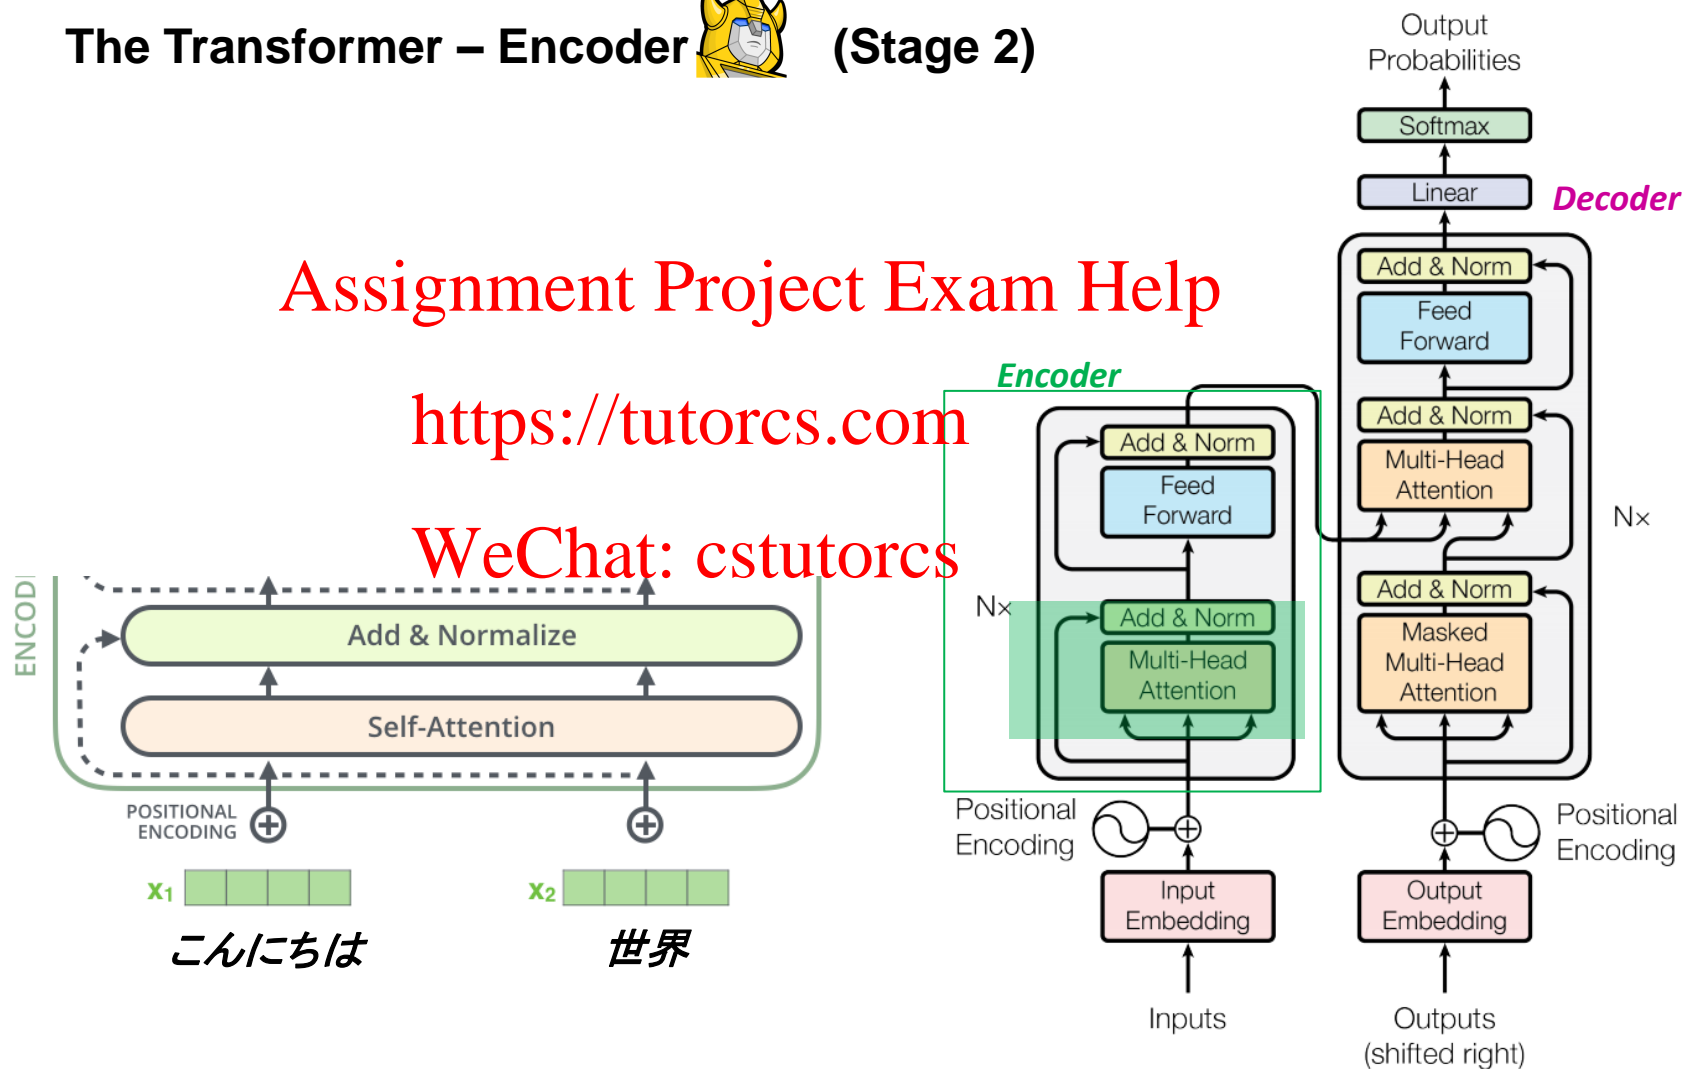 The Transformer – Encoder (Stage 2)
Assignment Project Exam Help
https://tutorcs.com
WeChat: cstutorcs
Add & Normalize
Self-Attention
POSITIONAL
ENCODING
x1
x2
こんにちは
世界
Output
Probabilities
Softmax
Linear
Decoder
Add & Norm
Feed
Forward
Add & Norm
Multi-Head
Attention
N×
Add & Norm
Masked
Multi-Head
Attention
Positional
Encoding
Output
Embedding
Outputs
(shifted right)
Encoder
Add & Norm
Feed
Forward
N×
Add & Norm
Multi-Head
Attention
Positional
Encoding
Input
Embedding
Inputs